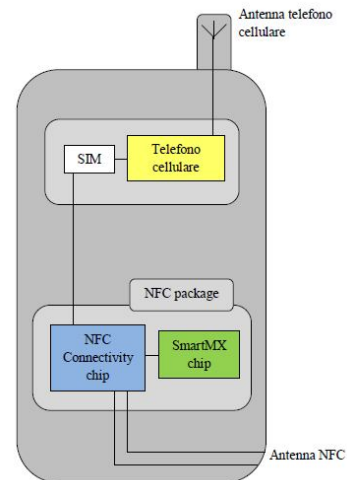 Antenna telefono
cellulare
SIM
Telefono
cellulare
NFC package
NFC
Connectivity
chip
SmartMX
chip
Antenna NFC